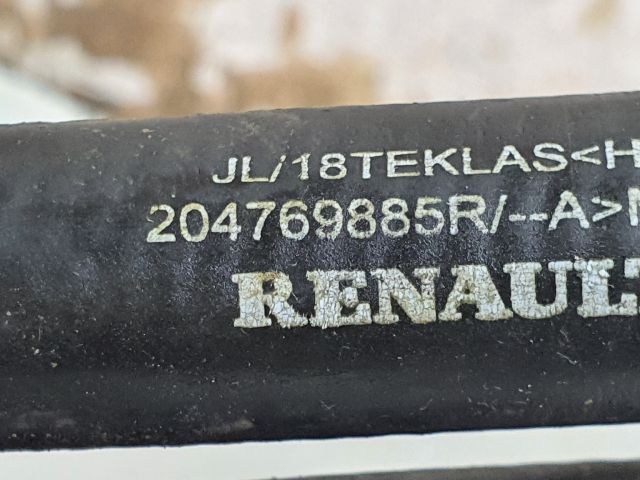 JL/18TEKLAS<H
204769885R/--A>
RENAULT